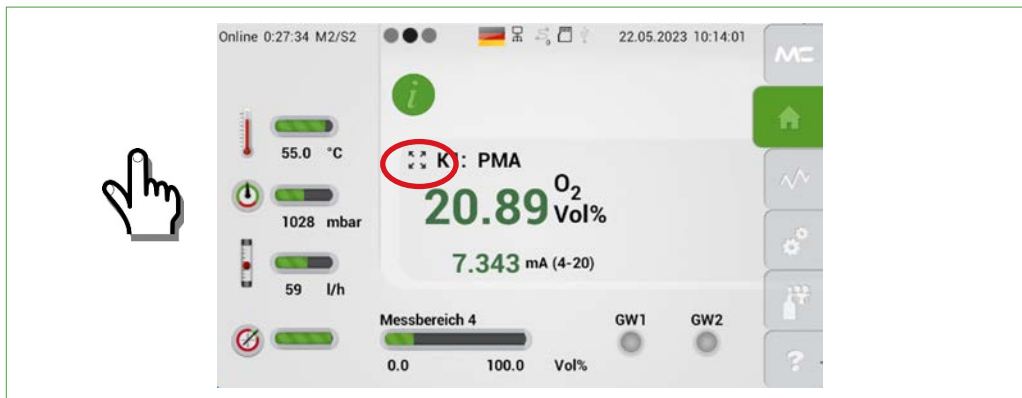 Online 0:27:34 M2/S2
22.05.2023 10:14:01
MC
i
55.0 °C
K1: PMA
1028 mbar
20.89 O2 Vol%
7.343 mA (4-20)
59 l/h
Messbereich 4
GW1 GW2
0.0 100.0 Vol%
?